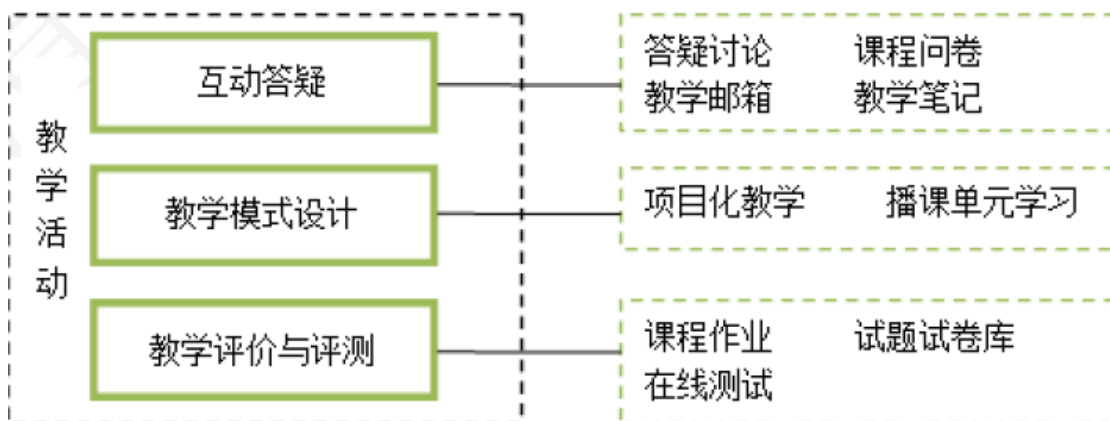 教学活动
互动答疑
答疑讨论 课程问卷
教学邮箱 教学笔记
教学模式设计
项目化教学 播课单元学习
教学评价与评测
课程作业 试题试卷库
在线测试